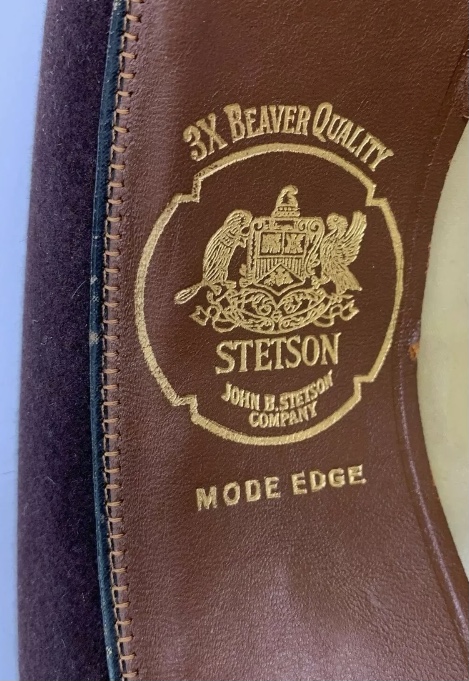 3X BEAVER QUALITY
STETSON
JOHN B. STETSON
COMPANY
MODE EDGE